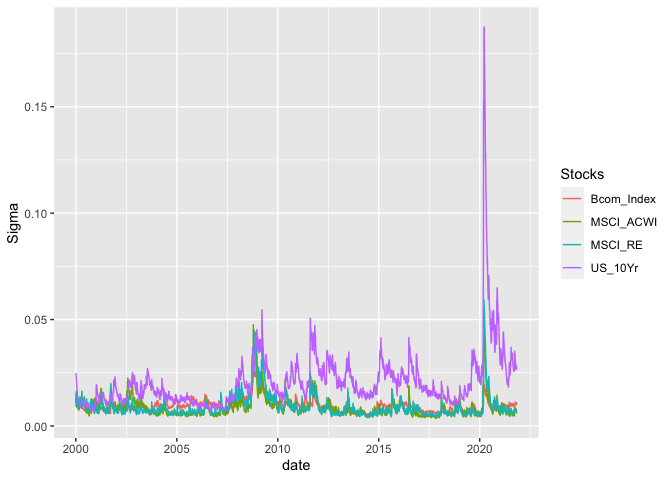 0.15
0.10
0.05
0.00
Sigma
2000 2005 2010 2015 2020
date
Stocks
Bcom_Index
MSCI_ACWI
MSCI_RE
US_10Yr